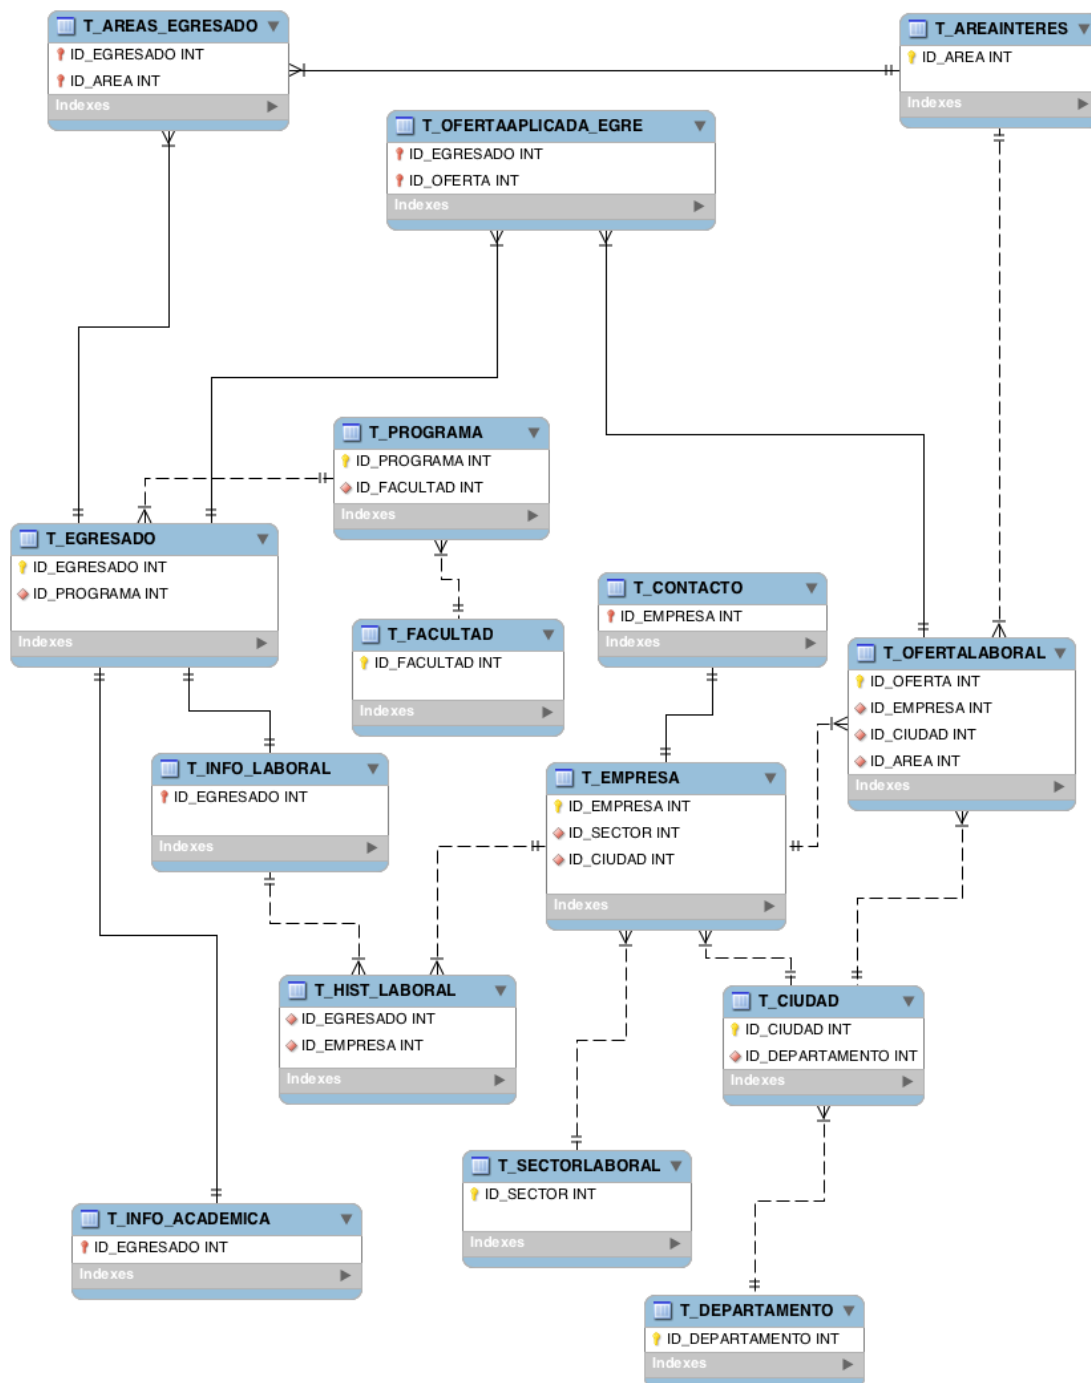 T_AREAS_EGRESADO
ID_EGRESADO INT
ID_AREA INT
Indexes
T_AREAINTERES
ID_AREA INT
Indexes
T_OFERTAAPLICADA_EGRE
ID_EGRESADO INT
ID_OFERTA INT
Indexes
T_PROGRAMA
ID_PROGRAMA INT
ID_FACULTAD INT
Indexes
T_EGRESADO
ID_EGRESADO INT
ID_PROGRAMA INT
Indexes
T_FACULTAD
ID_FACULTAD INT
Indexes
T_CONTACTO
ID_EMPRESA INT
Indexes
T_OFERTALABORAL
ID_OFERTA INT
ID_EMPRESA INT
ID_CIUDAD INT
ID_AREA INT
Indexes
T_INFO_LABORAL
ID_EGRESADO INT
Indexes
T_EMPRESA
ID_EMPRESA INT
ID_SECTOR INT
ID_CIUDAD INT
Indexes
T_HIST_LABORAL
ID_EGRESADO INT
ID_EMPRESA INT
Indexes
T_CIUDAD
ID_CIUDAD INT
ID_DEPARTAMENTO INT
Indexes
T_SECTORLABORAL
ID_SECTOR INT
Indexes
T_INFO_ACADEMICA
ID_EGRESADO INT
Indexes
T_DEPARTAMENTO
ID_DEPARTAMENTO INT
Indexes